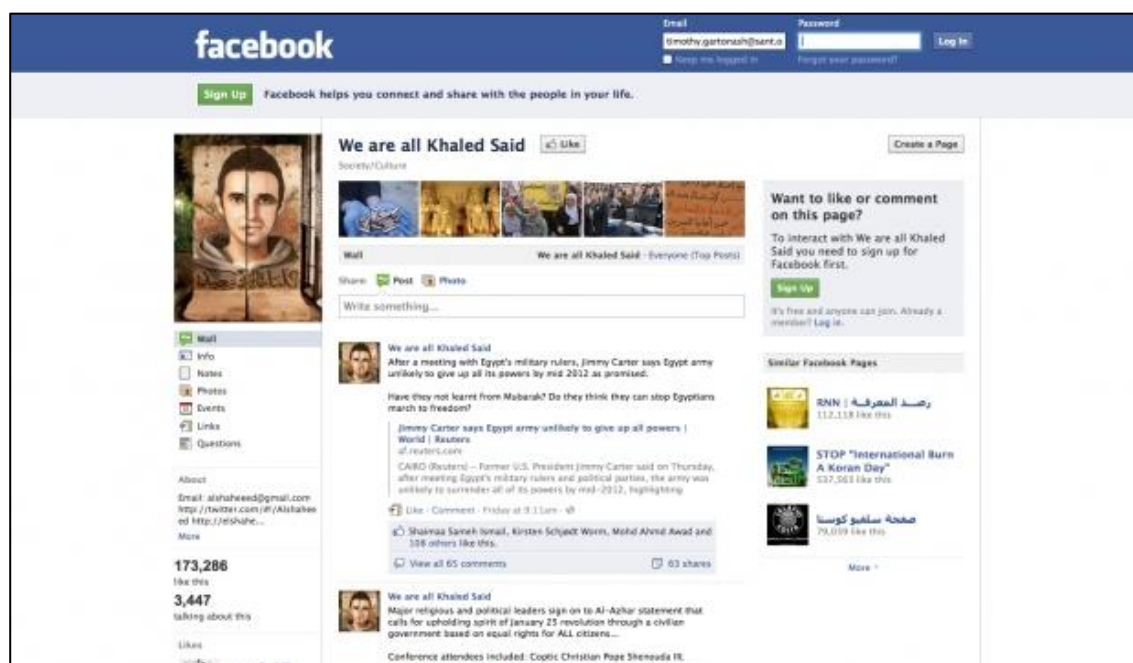 facebook
Email
Password
timothy.gartonash@sant.o
Log In
Keep me logged in
Forgot your password?
Sign Up
Facebook helps you connect and share with the people in your life.
We are all Khaled Said
Like
Create a Page
Society/Culture
Want to like or comment
on this page?
To interact with We are all Khaled
Said you need to sign up for
Facebook first.
Sign Up
It's free and anyone can join. Already a
member? Log in.
Wall
We are all Khaled Said · Everyone (Top Posts)
Share:
Post
Photo
Write something...
Wall
Info
Notes
Photos
Events
Links
Questions
About
Email: alshaheeed@gmail.com
http://twitter.com/#!/Alshahee
ed http://elshahe...
More
173,286
like this
3,447
talking about this
Likes
We are all Khaled Said
After a meeting with Egypt's military rulers, Jimmy Carter says Egypt army
unlikely to give up all its powers by mid 2012 as promised.
Have they not learnt from Mubarak? Do they think they can stop Egyptians
march to freedom?
Jimmy Carter says Egypt army unlikely to give up all powers |
World | Reuters
af.reuters.com
CAIRO (Reuters) – Former U.S. President Jimmy Carter said on Thursday,
after meeting Egypt's military rulers and political parties, the army was
unlikely to surrender all of its powers by mid-2012, highlighting
Like · Comment · Friday at 9:11am
Shaimaa Sameh Ismail, Kirsten Schjødt Worm, Mohd Ahmd Awad and
108 others like this.
View all 65 comments
63 shares
We are all Khaled Said
Major religious and political leaders sign on to Al-Azhar statement that
calls for upholding spirit of January 25 revolution through a civilian
government based on equal rights for ALL citizens...
Conference attendees included: Coptic Christian Pope Shenouda III,
Similar Facebook Pages
RNN | رصــد المعرفــة
112,118 like this
STOP "International Burn
A Koran Day"
537,963 like this
صفحة سلفيو كوستا
79,039 like this
More